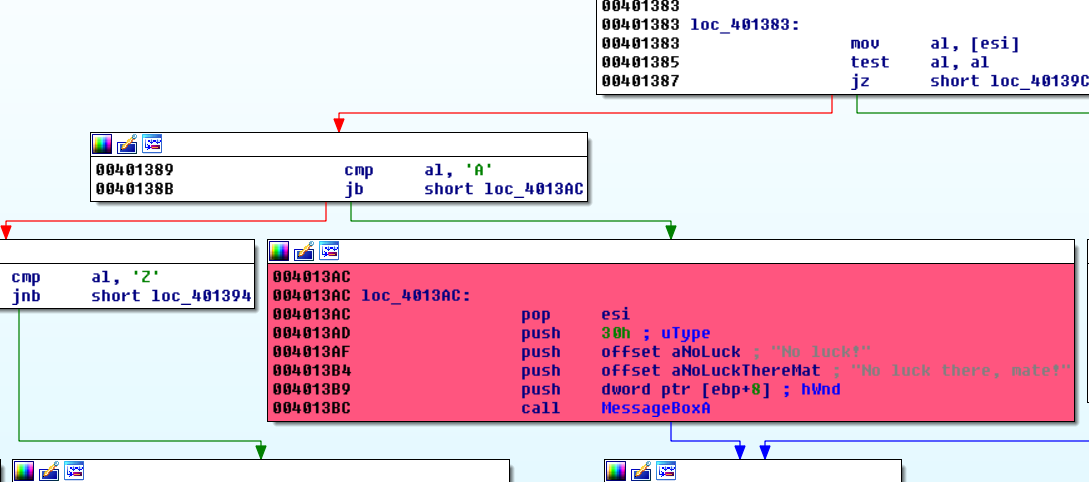 00401383
00401383 loc_401383:
00401383 mov al, [esi]
00401385 test al, al
00401387 jz short loc_40139C
00401389 cmp al, 'A'
0040138B jb short loc_4013AC
cmp al, 'Z'
jnb short loc_401394
004013AC
004013AC loc_4013AC:
004013AC pop esi
004013AD push 30h ; uType
004013AF push offset aNoLuck ; "No luck!"
004013B4 push offset aNoLuckThereMat ; "No luck there, mate!"
004013B9 push dword ptr [ebp+8] ; hWnd
004013BC call MessageBoxA